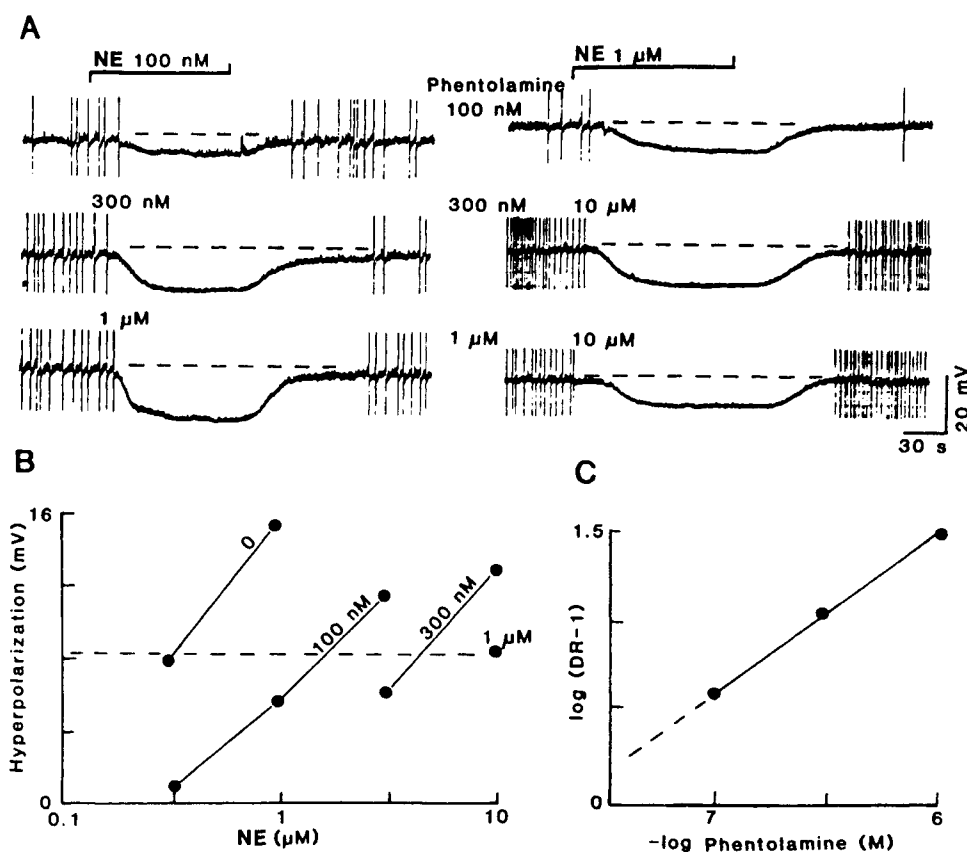 A
NE 100 nM
NE 1 μM
Phentolamine
100 nM
300 nM
300 nM 10 μM
1 μM
1 μM 10 μM
20 mV
30 s
B
16
Hyperpolarization (mV)
0
100 nM
300 nM
1 μM
0
0.1 1 10
NE (μM)
C
1.5
log (DR-1)
0
7 6
-log Phentolamine (M)